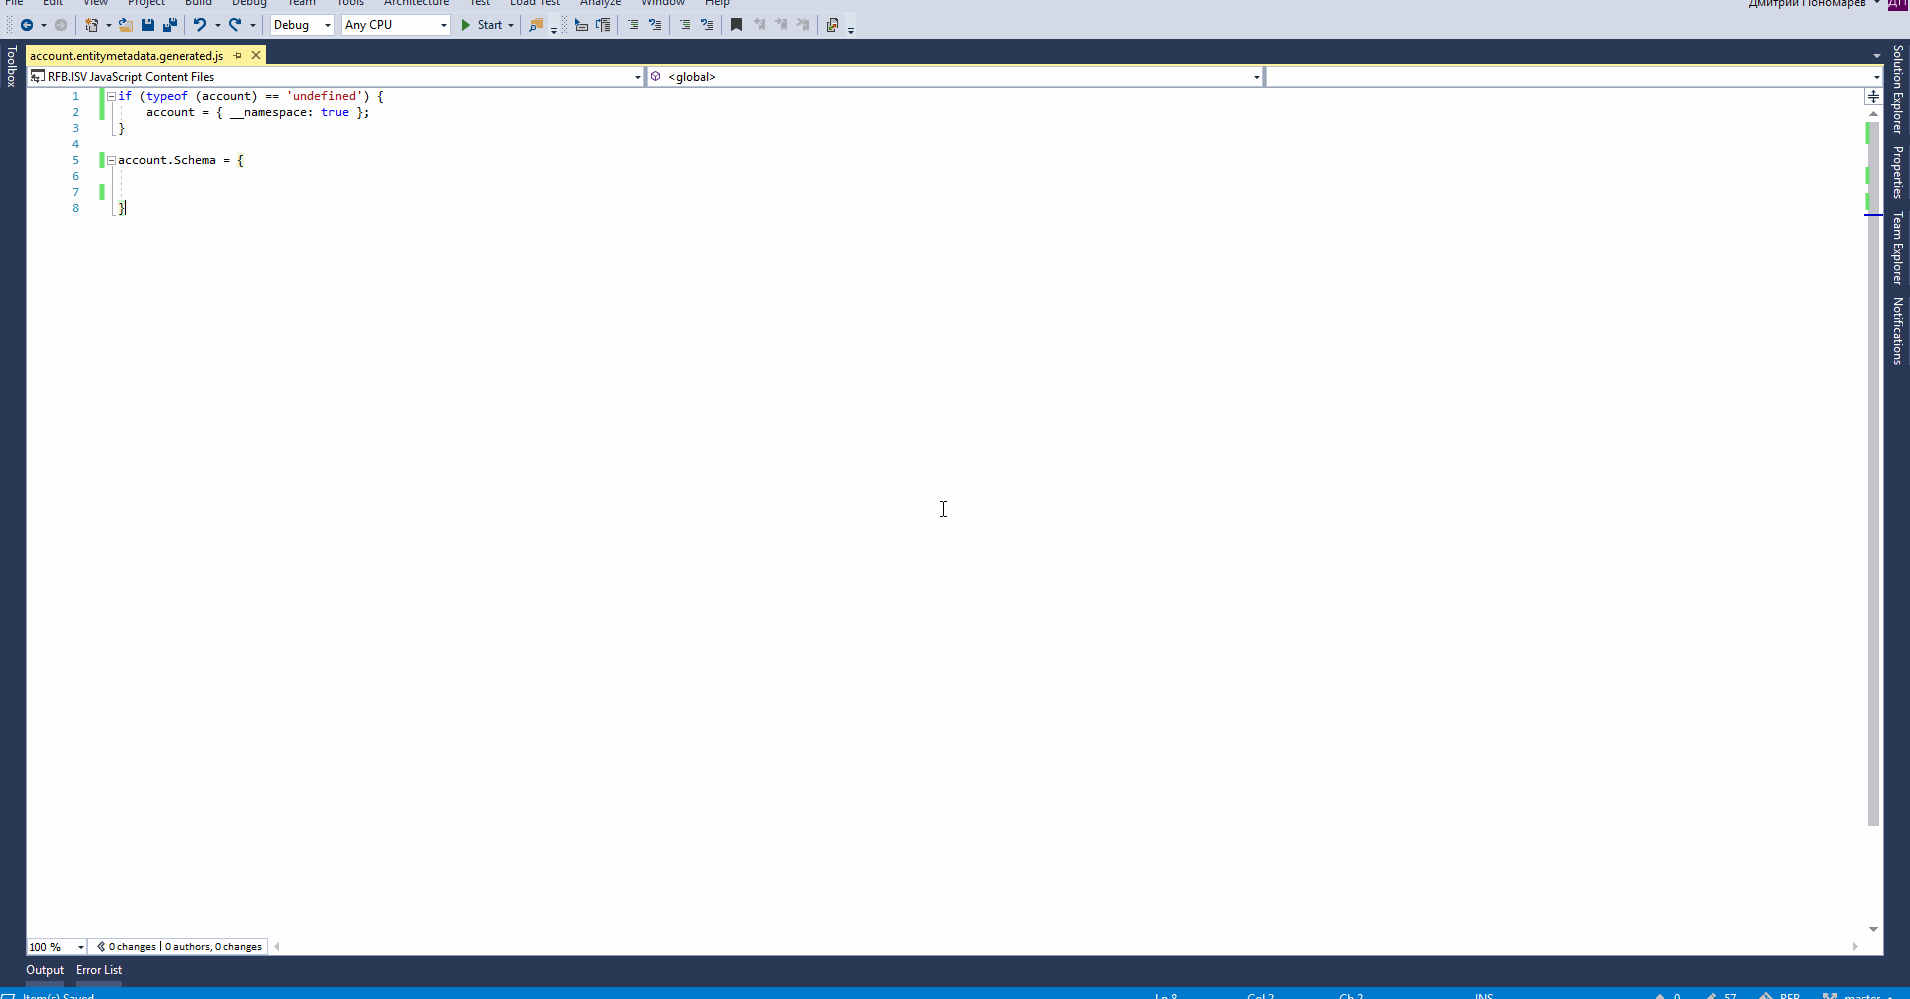 File Edit View Project Build Debug Team Tools Architecture Test Load Test Analyze Window Help
Дмитрий Пономарев ДП
Debug Any CPU Start
Toolbox
account.entitymetadata.generated.js
RFB.ISV JavaScript Content Files <global>
1 if (typeof (account) == 'undefined') {
2 account = { __namespace: true };
3 }
4
5 account.Schema = {
6
7
8 }
Solution Explorer
Properties
Team Explorer
Notifications
100 % 0 changes | 0 authors, 0 changes
Output Error List
Item(s) Saved Ln 8 Col 2 Ch 2 INS 0 57 RFB master